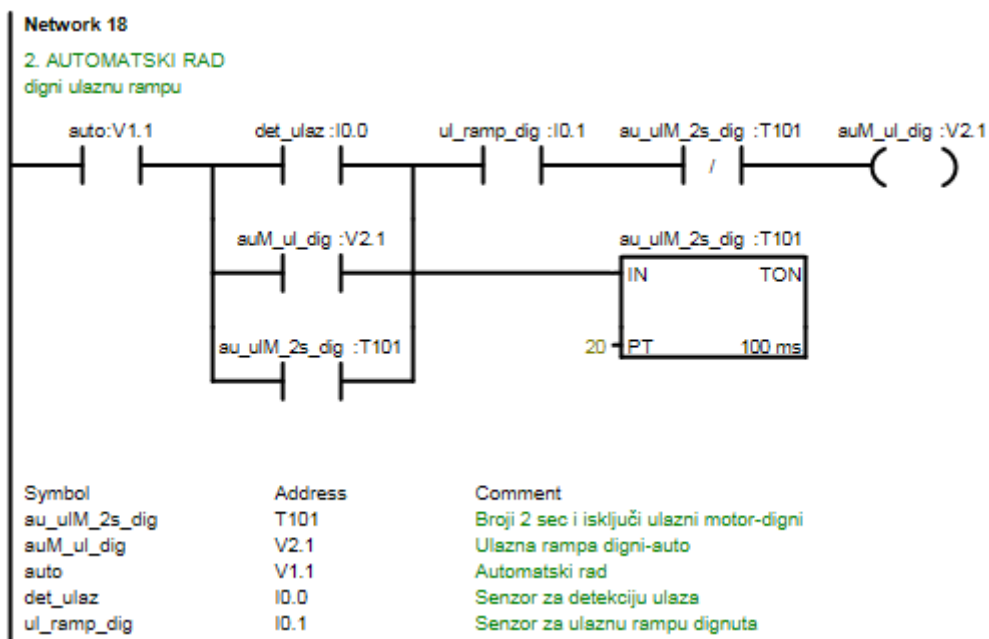 Network 18
2. AUTOMATSKI RAD
digni ulaznu rampu
auto:V1.1 det_ulaz :I0.0 ul_ramp_dig :I0.1 au_ulM_2s_dig :T101 auM_ul_dig :V2.1
/
auM_ul_dig :V2.1 au_ulM_2s_dig :T101
IN TON
au_ulM_2s_dig :T101 20 PT 100 ms
Symbol Address Comment
au_ulM_2s_dig T101 Broji 2 sec i isključi ulazni motor-digni
auM_ul_dig V2.1 Ulazna rampa digni-auto
auto V1.1 Automatski rad
det_ulaz I0.0 Senzor za detekciju ulaza
ul_ramp_dig I0.1 Senzor za ulaznu rampu dignuta